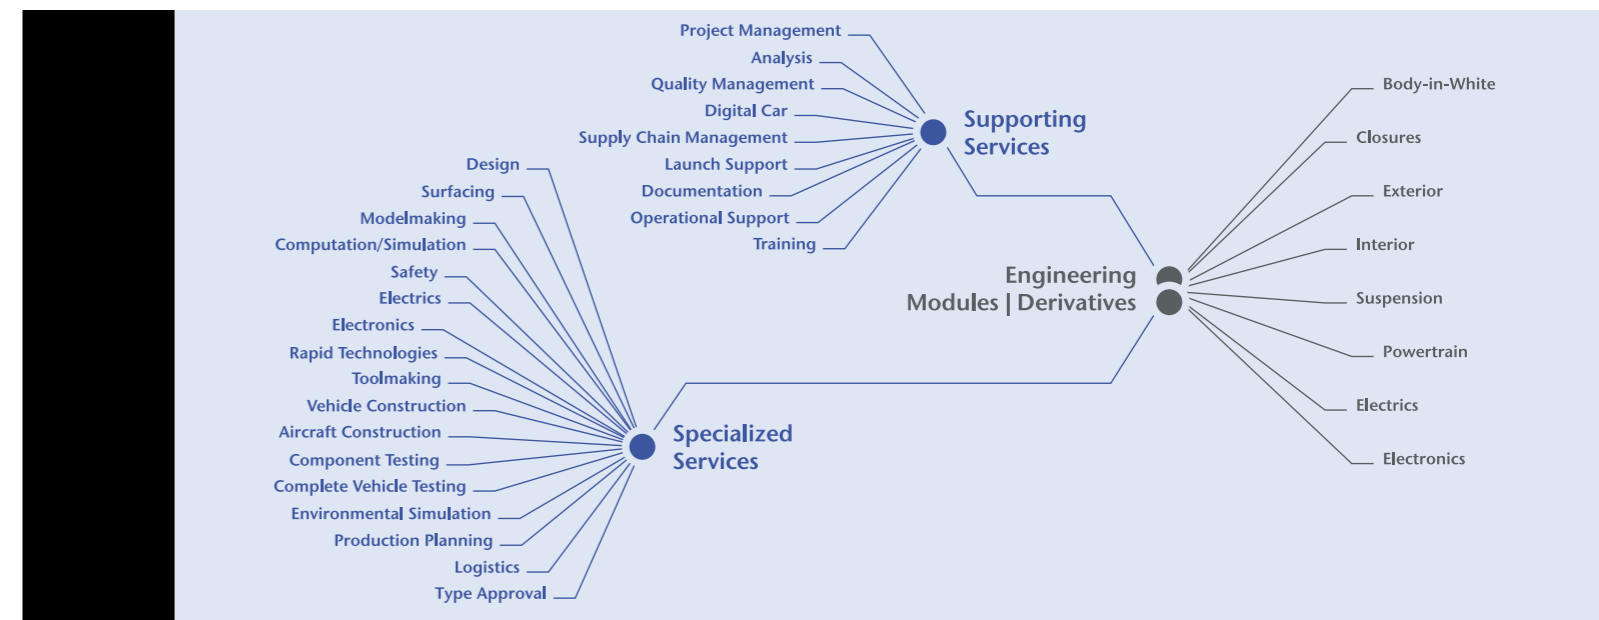 Project Management
Analysis
Quality Management
Digital Car
Supply Chain Management
Launch Support
Documentation
Operational Support
Training
Supporting
Services
Design
Surfacing
Modelmaking
Computation/Simulation
Safety
Electrics
Electronics
Rapid Technologies
Toolmaking
Vehicle Construction
Aircraft Construction
Component Testing
Complete Vehicle Testing
Environmental Simulation
Production Planning
Logistics
Type Approval
Specialized
Services
Engineering
Modules | Derivatives
Body-in-White
Closures
Exterior
Interior
Suspension
Powertrain
Electrics
Electronics